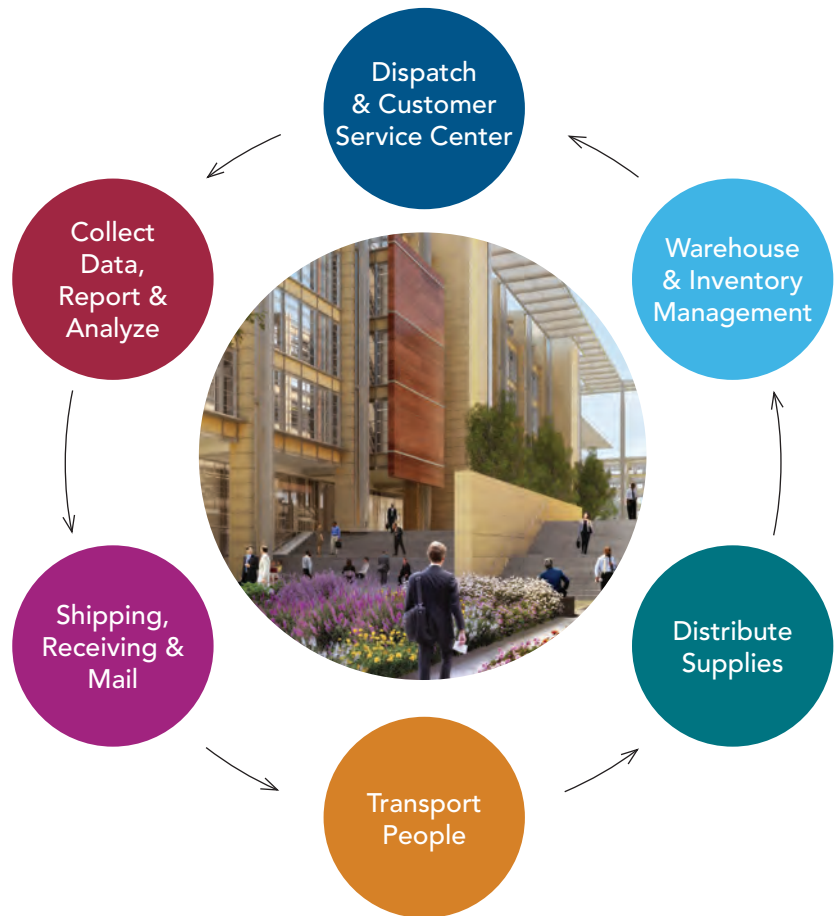 Dispatch
& Customer
Service Center
Collect
Data,
Report &
Analyze
Warehouse
& Inventory
Management
Shipping,
Receiving &
Mail
Distribute
Supplies
Transport
People